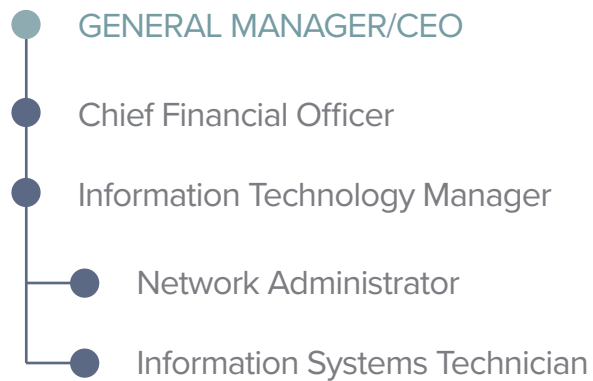 GENERAL MANAGER/CEO
Chief Financial Officer
Information Technology Manager
Network Administrator
Information Systems Technician